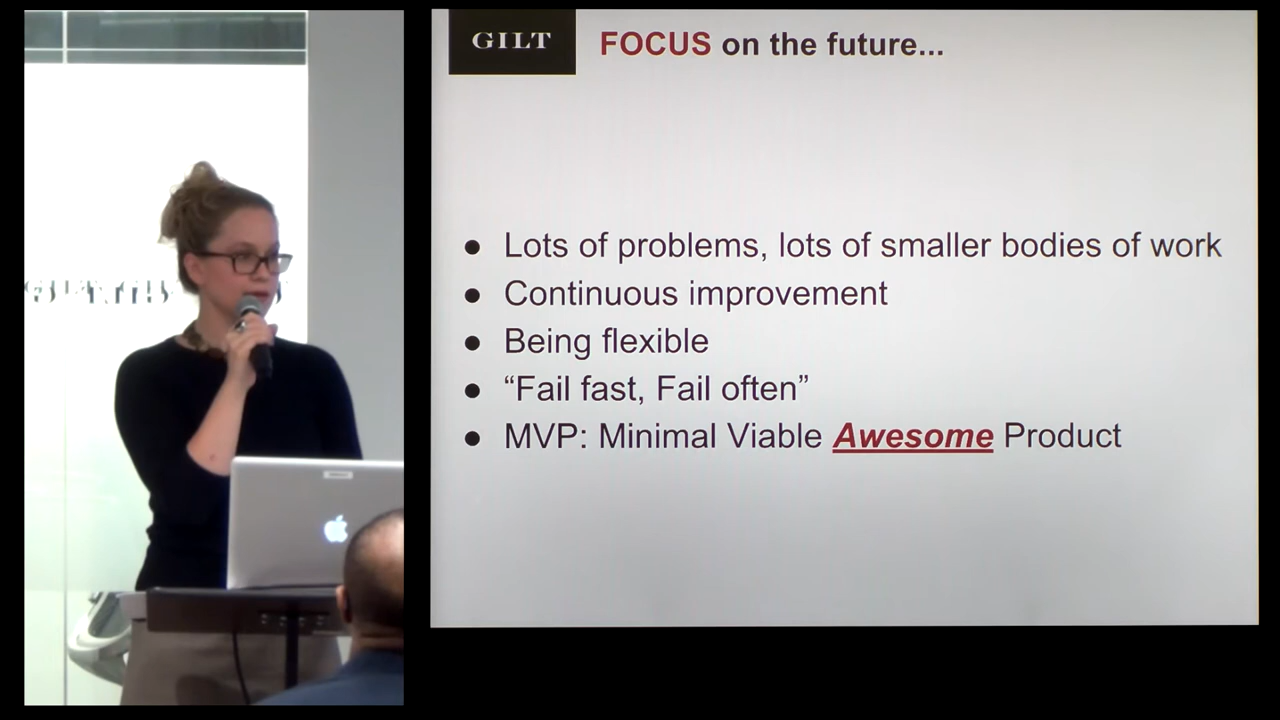 GILT
FOCUS on the future...
● Lots of problems, lots of smaller bodies of work
● Continuous improvement
● Being flexible
● “Fail fast, Fail often”
● MVP: Minimal Viable Awesome Product